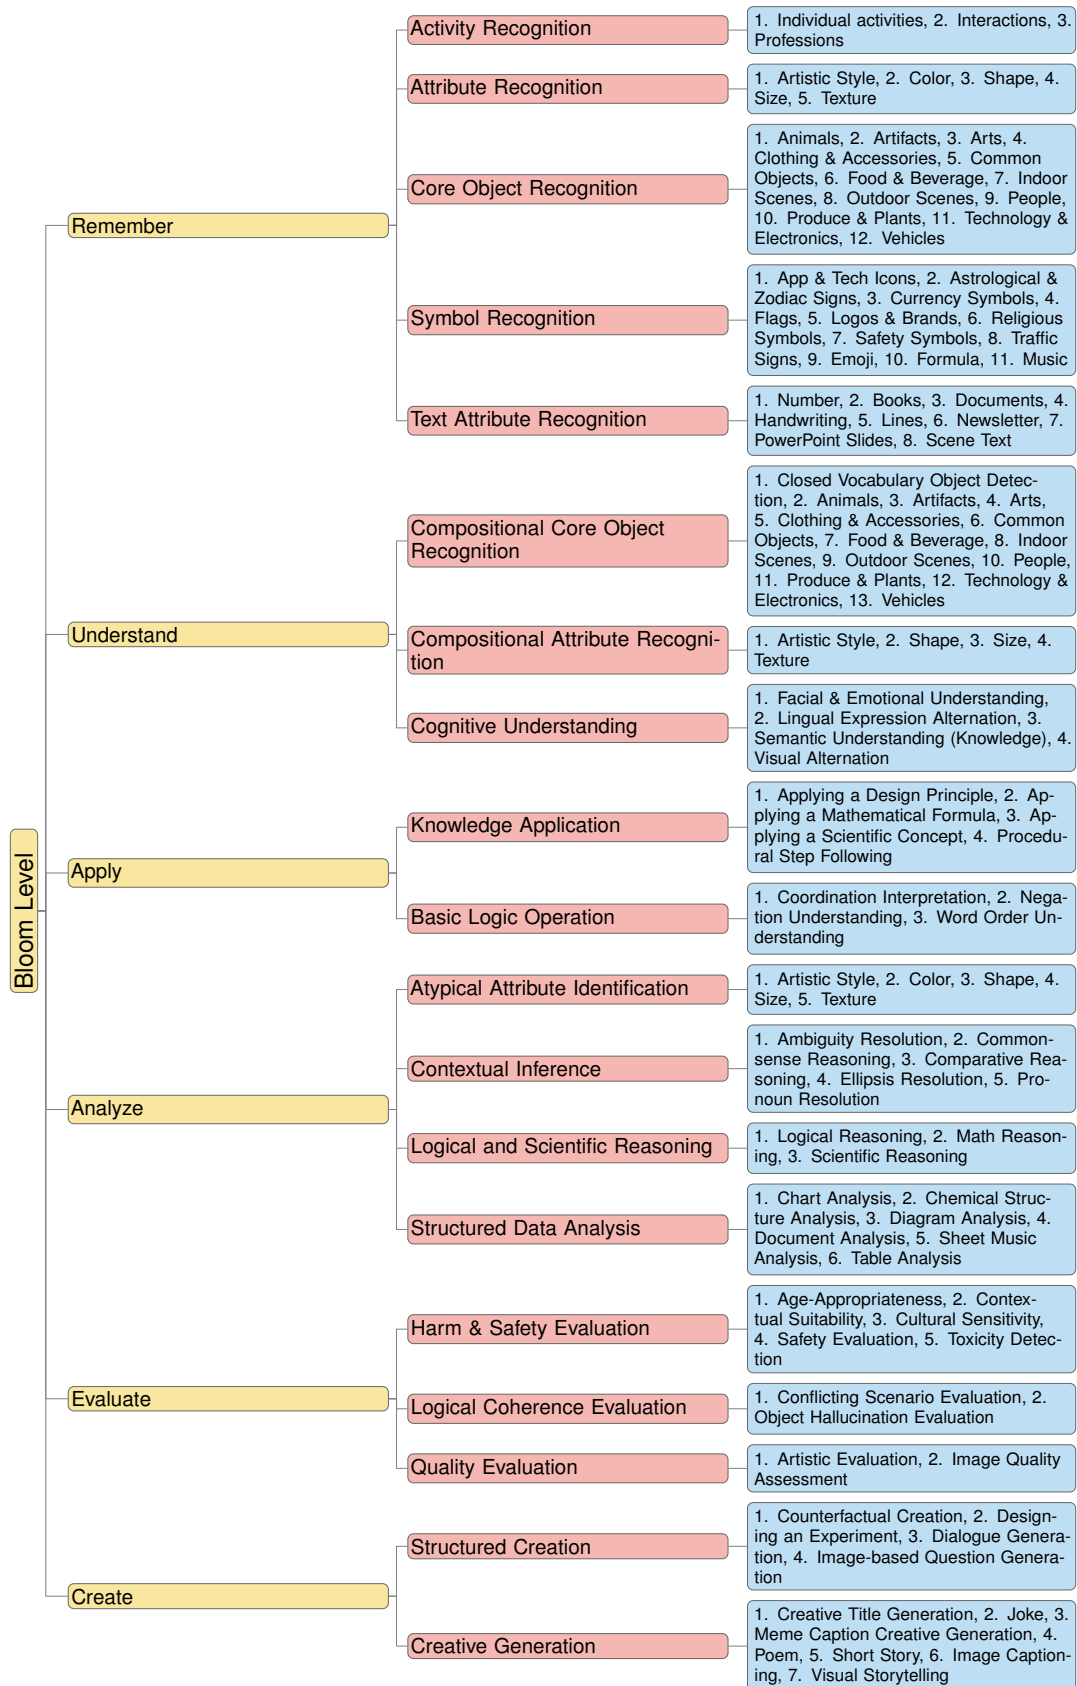 Bloom Level
Remember
Activity Recognition
1. Individual activities, 2. Interactions, 3.
Professions
Attribute Recognition
1. Artistic Style, 2. Color, 3. Shape, 4.
Size, 5. Texture
Core Object Recognition
1. Animals, 2. Artifacts, 3. Arts, 4.
Clothing & Accessories, 5. Common
Objects, 6. Food & Beverage, 7. Indoor
Scenes, 8. Outdoor Scenes, 9. People,
10. Produce & Plants, 11. Technology &
Electronics, 12. Vehicles
Symbol Recognition
1. App & Tech Icons, 2. Astrological &
Zodiac Signs, 3. Currency Symbols, 4.
Flags, 5. Logos & Brands, 6. Religious
Symbols, 7. Safety Symbols, 8. Traffic
Signs, 9. Emoji, 10. Formula, 11. Music
Text Attribute Recognition
1. Number, 2. Books, 3. Documents, 4.
Handwriting, 5. Lines, 6. Newsletter, 7.
PowerPoint Slides, 8. Scene Text
Understand
Compositional Core Object
Recognition
1. Closed Vocabulary Object Detec-
tion, 2. Animals, 3. Artifacts, 4. Arts,
5. Clothing & Accessories, 6. Common
Objects, 7. Food & Beverage, 8. Indoor
Scenes, 9. Outdoor Scenes, 10. People,
11. Produce & Plants, 12. Technology &
Electronics, 13. Vehicles
Compositional Attribute Recogni-
tion
1. Artistic Style, 2. Shape, 3. Size, 4.
Texture
Cognitive Understanding
1. Facial & Emotional Understanding,
2. Lingual Expression Alternation, 3.
Semantic Understanding (Knowledge), 4.
Visual Alternation
Apply
Knowledge Application
1. Applying a Design Principle, 2. Ap-
plying a Mathematical Formula, 3. Ap-
plying a Scientific Concept, 4. Procedu-
ral Step Following
Basic Logic Operation
1. Coordination Interpretation, 2. Nega-
tion Understanding, 3. Word Order Un-
derstanding
Analyze
Atypical Attribute Identification
1. Artistic Style, 2. Color, 3. Shape, 4.
Size, 5. Texture
Contextual Inference
1. Ambiguity Resolution, 2. Common-
sense Reasoning, 3. Comparative Rea-
soning, 4. Ellipsis Resolution, 5. Pro-
noun Resolution
Logical and Scientific Reasoning
1. Logical Reasoning, 2. Math Reason-
ing, 3. Scientific Reasoning
Structured Data Analysis
1. Chart Analysis, 2. Chemical Struc-
ture Analysis, 3. Diagram Analysis, 4.
Document Analysis, 5. Sheet Music
Analysis, 6. Table Analysis
Evaluate
Harm & Safety Evaluation
1. Age-Appropriateness, 2. Contex-
tual Suitability, 3. Cultural Sensitivity,
4. Safety Evaluation, 5. Toxicity Detec-
tion
Logical Coherence Evaluation
1. Conflicting Scenario Evaluation, 2.
Object Hallucination Evaluation
Quality Evaluation
1. Artistic Evaluation, 2. Image Quality
Assessment
Create
Structured Creation
1. Counterfactual Creation, 2. Design-
ing an Experiment, 3. Dialogue Genera-
tion, 4. Image-based Question Genera-
tion
Creative Generation
1. Creative Title Generation, 2. Joke, 3.
Meme Caption Creative Generation, 4.
Poem, 5. Short Story, 6. Image Caption-
ing, 7. Visual Storytelling